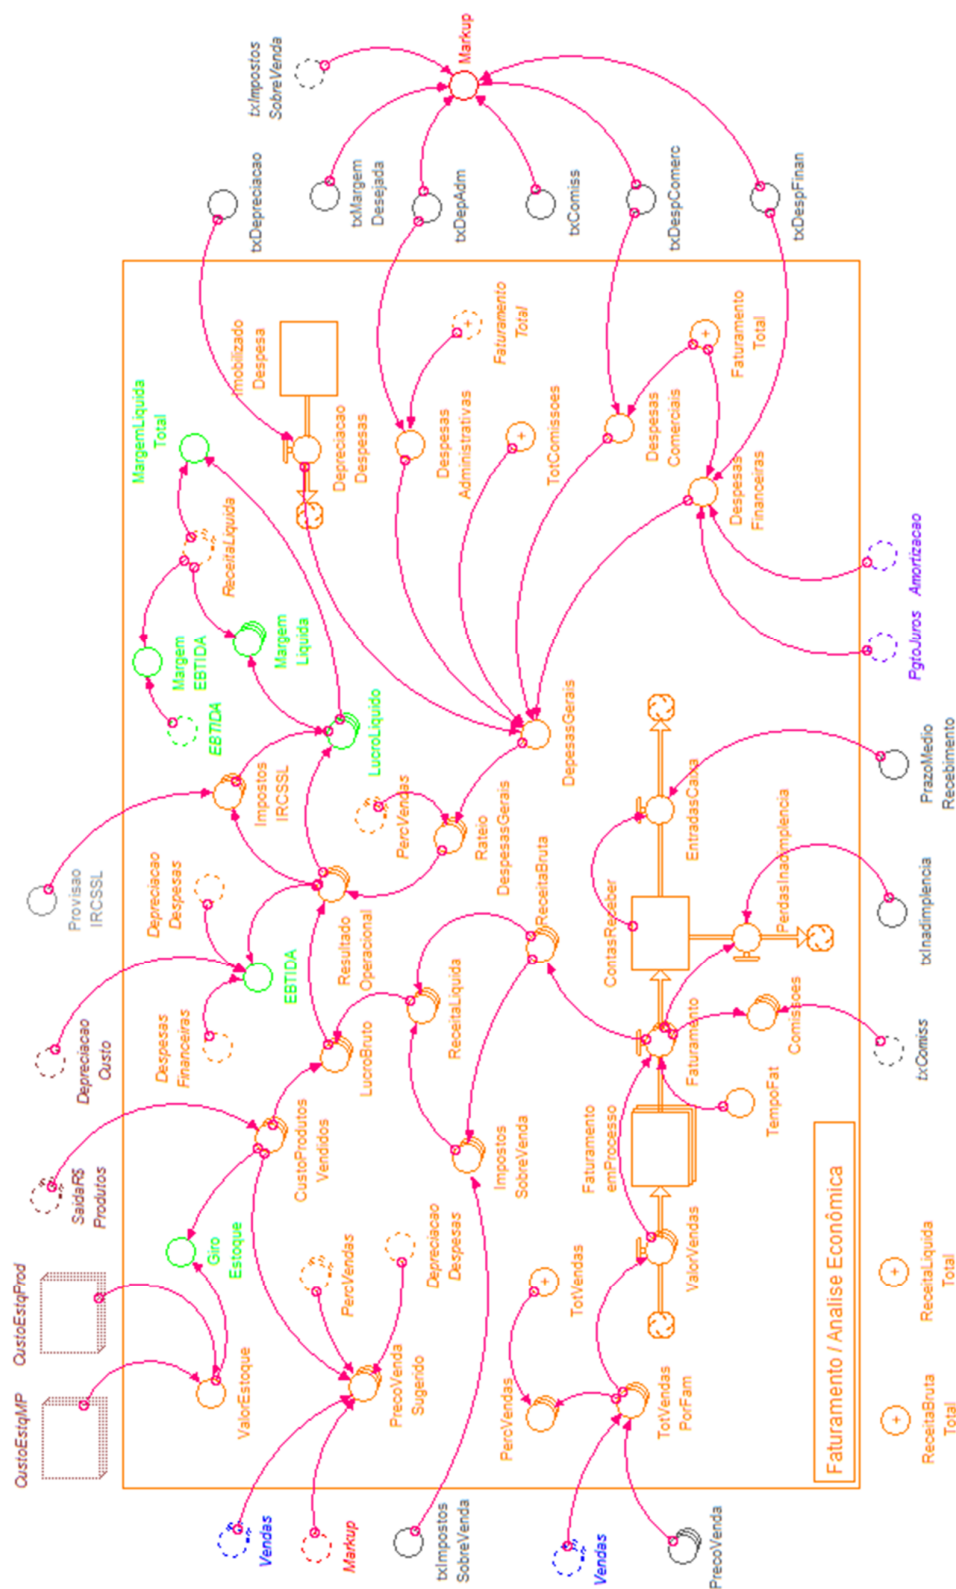 CustoEstqMP
CustoEstqProd
SaidaR$
Produtos
Depreciacao
Custo
Provisao
IRCSSL
txImpostos
SobreVenda
Vendas
Markup
txImpostos
SobreVenda
Vendas
PrecoVenda
ValorEstoque
Giro
Estoque
CustoProdutos
Vendidos
PercVendas
Depreciacao
Despesas
PrecoVenda
Sugerido
Despesas
Financeiras
Depreciacao
Despesas
EBTIDA
LucroBruto
Resultado
Operacional
Impostos
IRCSSL
EBTIDA
Margem
EBTIDA
ReceitaLiquida
Margem
Liquida
MargemLiquida
Total
LucroLiquido
PercVendas
Rateio
DespesasGerais
DepesasGerais
ReceitaLiquida
ReceitaBruta
Impostos
SobreVenda
Imobilizado
Despesa
Depreciacao
Despesas
Despesas
Administrativas
Faturamento
Total
TotComissoes
Despesas
Comerciais
Faturamento
Total
Despesas
Financeiras
txDepreciacao
txMargem
Desejada
txDepAdm
txComiss
txDespComerc
txDespFinan
Markup
PercVendas
TotVendas
TotVendas
PorFam
ValorVendas
Faturamento
emProcesso
TempoFat
Faturamento
Comissoes
ContasReceber
PerdasInadimplencia
EntradasCaixa
Faturamento / Analise Econômica
ReceitaBruta
Total
ReceitaLiquida
Total
txComiss
txInadimplencia
PrazoMedio
Recebimento
PgtoJuros
Amortizacao